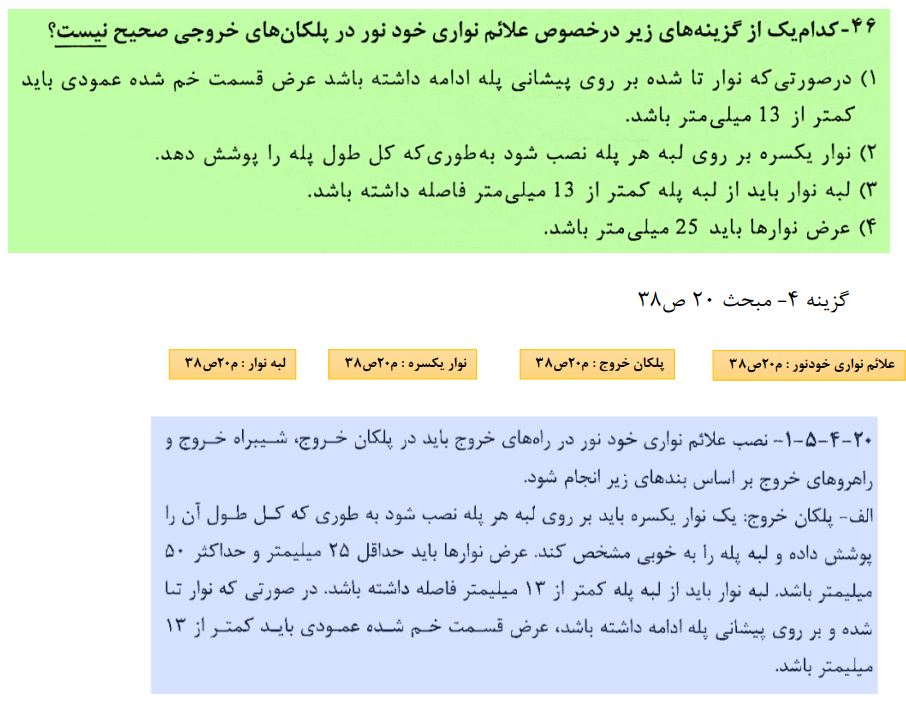 ۴۶-کدام‌یک از گزینه‌های زیر درخصوص علائم نواری خود نور در پلکان‌های خروجی صحیح نیست؟
۱) درصورتی‌که نوار تا شده بر روی پیشانی پله ادامه داشته باشد عرض قسمت خم شده عمودی باید
کمتر از 13 میلی‌متر باشد.
۲) نوار یکسره بر روی لبه هر پله نصب شود به‌طوری‌که کل طول پله را پوشش دهد.
۳) لبه نوار باید از لبه پله کمتر از 13 میلی‌متر فاصله داشته باشد.
۴) عرض نوارها باید 25 میلی‌متر باشد.
گزینه ۴- مبحث ۲۰ ص۳۸
علائم نواری خودنور : م۲۰ص۳۸
پلکان خروج : م۲۰ص۳۸
نوار یکسره : م۲۰ص۳۸
لبه نوار : م۲۰ص۳۸
۲۰-۴-۵-۱- نصب علائم نواری خود نور در راه‌های خروج باید در پلکان خروج، شیبراه خروج و
راهروهای خروج بر اساس بندهای زیر انجام شود.
الف- پلکان خروج: یک نوار یکسره باید بر روی لبه هر پله نصب شود به طوری که کل طول آن را
پوشش داده و لبه پله را به خوبی مشخص کند. عرض نوارها باید حداقل ۲۵ میلیمتر و حداکثر ۵۰
میلیمتر باشد. لبه نوار باید از لبه پله کمتر از ۱۳ میلیمتر فاصله داشته باشد. در صورتی که نوار تا
شده و بر روی پیشانی پله ادامه داشته باشد، عرض قسمت خم شده عمودی باید کمتر از ۱۳
میلیمتر باشد.